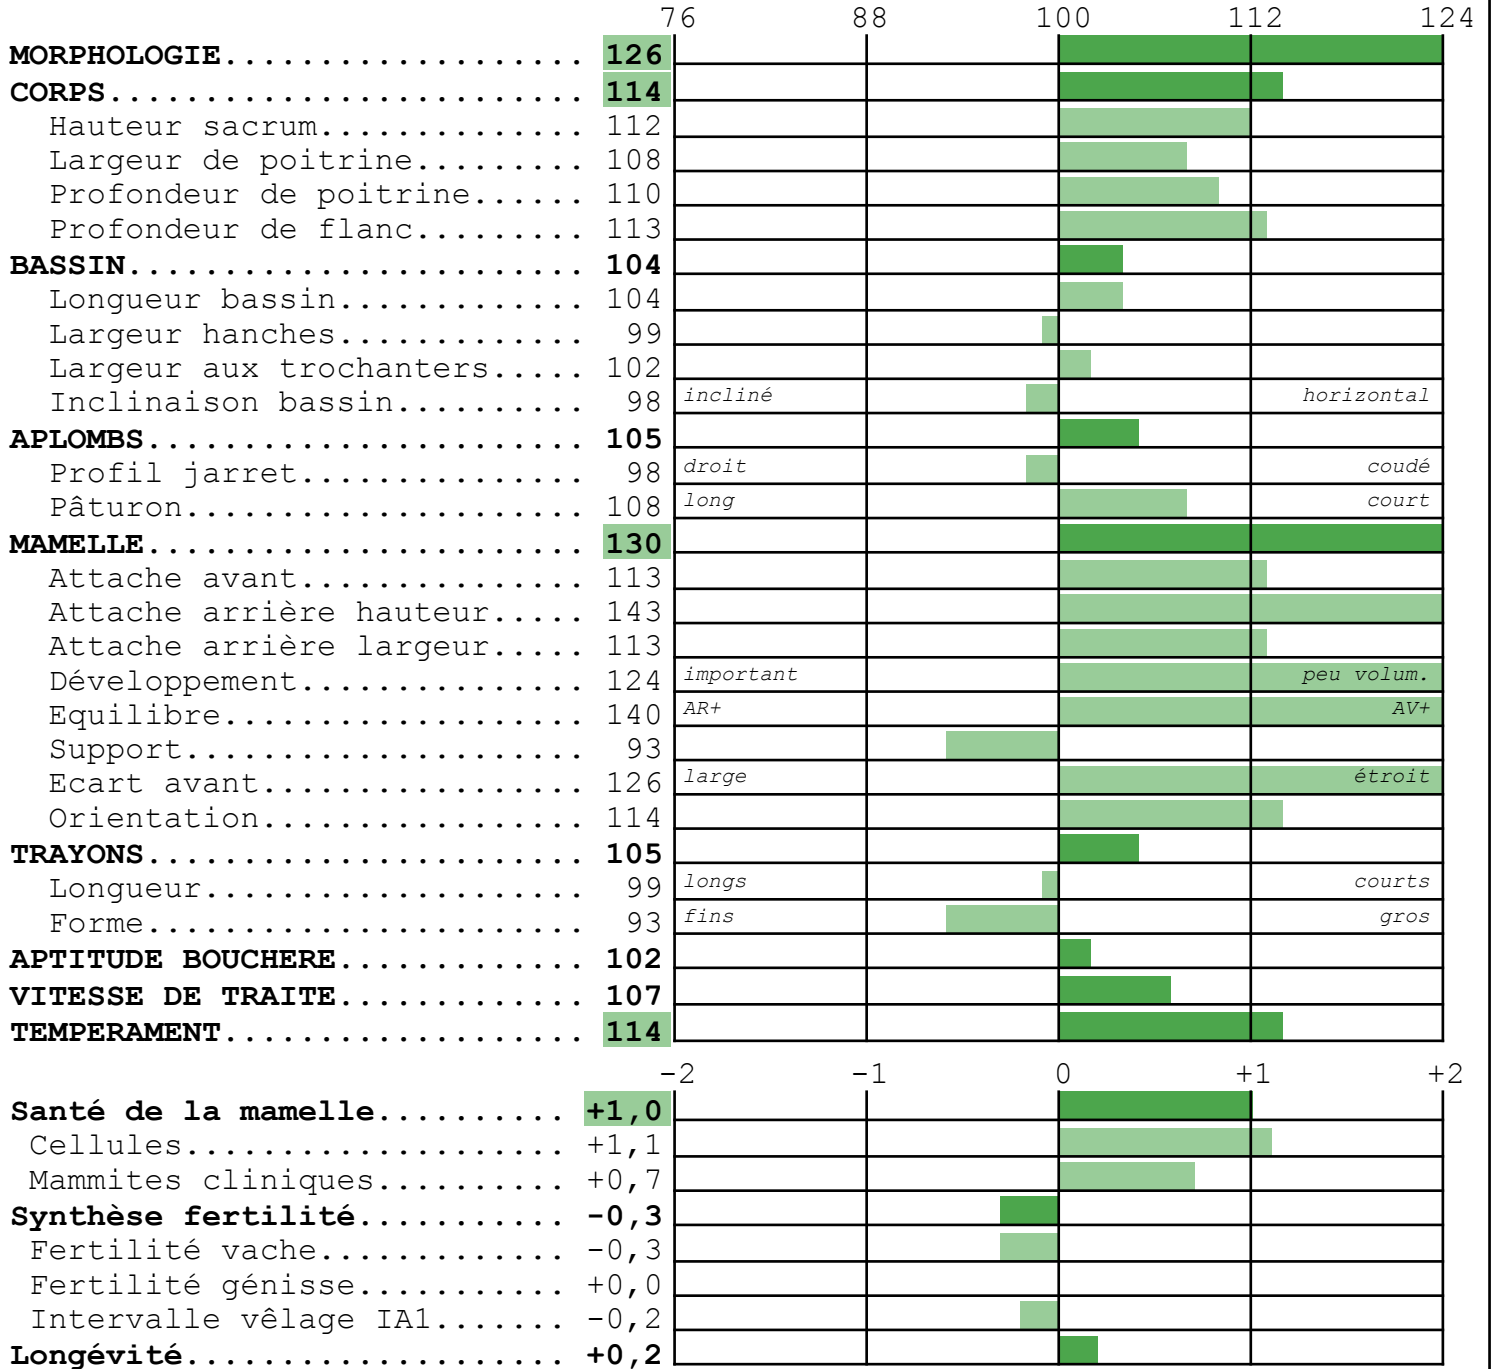 76 88 100 112 124
MORPHOLOGIE................... 126
CORPS......................... 114
Hauteur sacrum.............. 112
Largeur de poitrine......... 108
Profondeur de poitrine...... 110
Profondeur de flanc......... 113
BASSIN........................ 104
Longueur bassin............. 104
Largeur hanches............. 99
Largeur aux trochanters..... 102
Inclinaison bassin.......... 98 incliné horizontal
APLOMBS....................... 105
Profil jarret............... 98 droit coudé
Pâturon..................... 108 long court
MAMELLE....................... 130
Attache avant............... 113
Attache arrière hauteur..... 143
Attache arrière largeur..... 113
Développement............... 124 important peu volum.
Equilibre................... 140 AR+ AV+
Support..................... 93
Ecart avant................. 126 large étroit
Orientation................. 114
TRAYONS....................... 105
Longueur.................... 99 longs courts
Forme....................... 93 fins gros
APTITUDE BOUCHERE............. 102
VITESSE DE TRAITE............. 107
TEMPERAMENT................... 114
-2 -1 0 +1 +2
Santé de la mamelle.......... +1,0
Cellules.................... +1,1
Mammites cliniques.......... +0,7
Synthèse fertilité........... -0,3
Fertilité vache............. -0,3
Fertilité génisse........... +0,0
Intervalle vêlage IA1....... -0,2
Longévité.................... +0,2